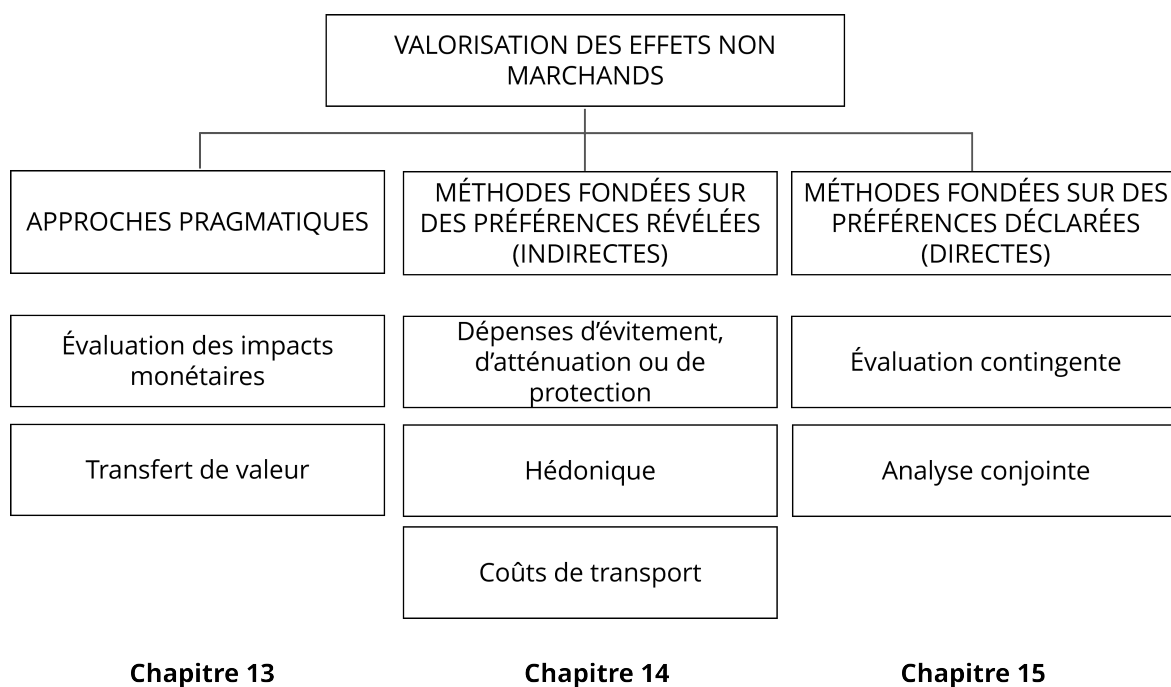 VALORISATION DES EFFETS NON
MARCHANDS
APPROCHES PRAGMATIQUES
MÉTHODES FONDÉES SUR
DES PRÉFÉRENCES RÉVÉLÉES
(INDIRECTES)
MÉTHODES FONDÉES SUR DES
PRÉFÉRENCES DÉCLARÉES
(DIRECTES)
Évaluation des impacts
monétaires
Dépenses d’évitement,
d’atténuation ou de
protection
Évaluation contingente
Transfert de valeur
Hédonique
Analyse conjointe
Coûts de transport
Chapitre 13
Chapitre 14
Chapitre 15